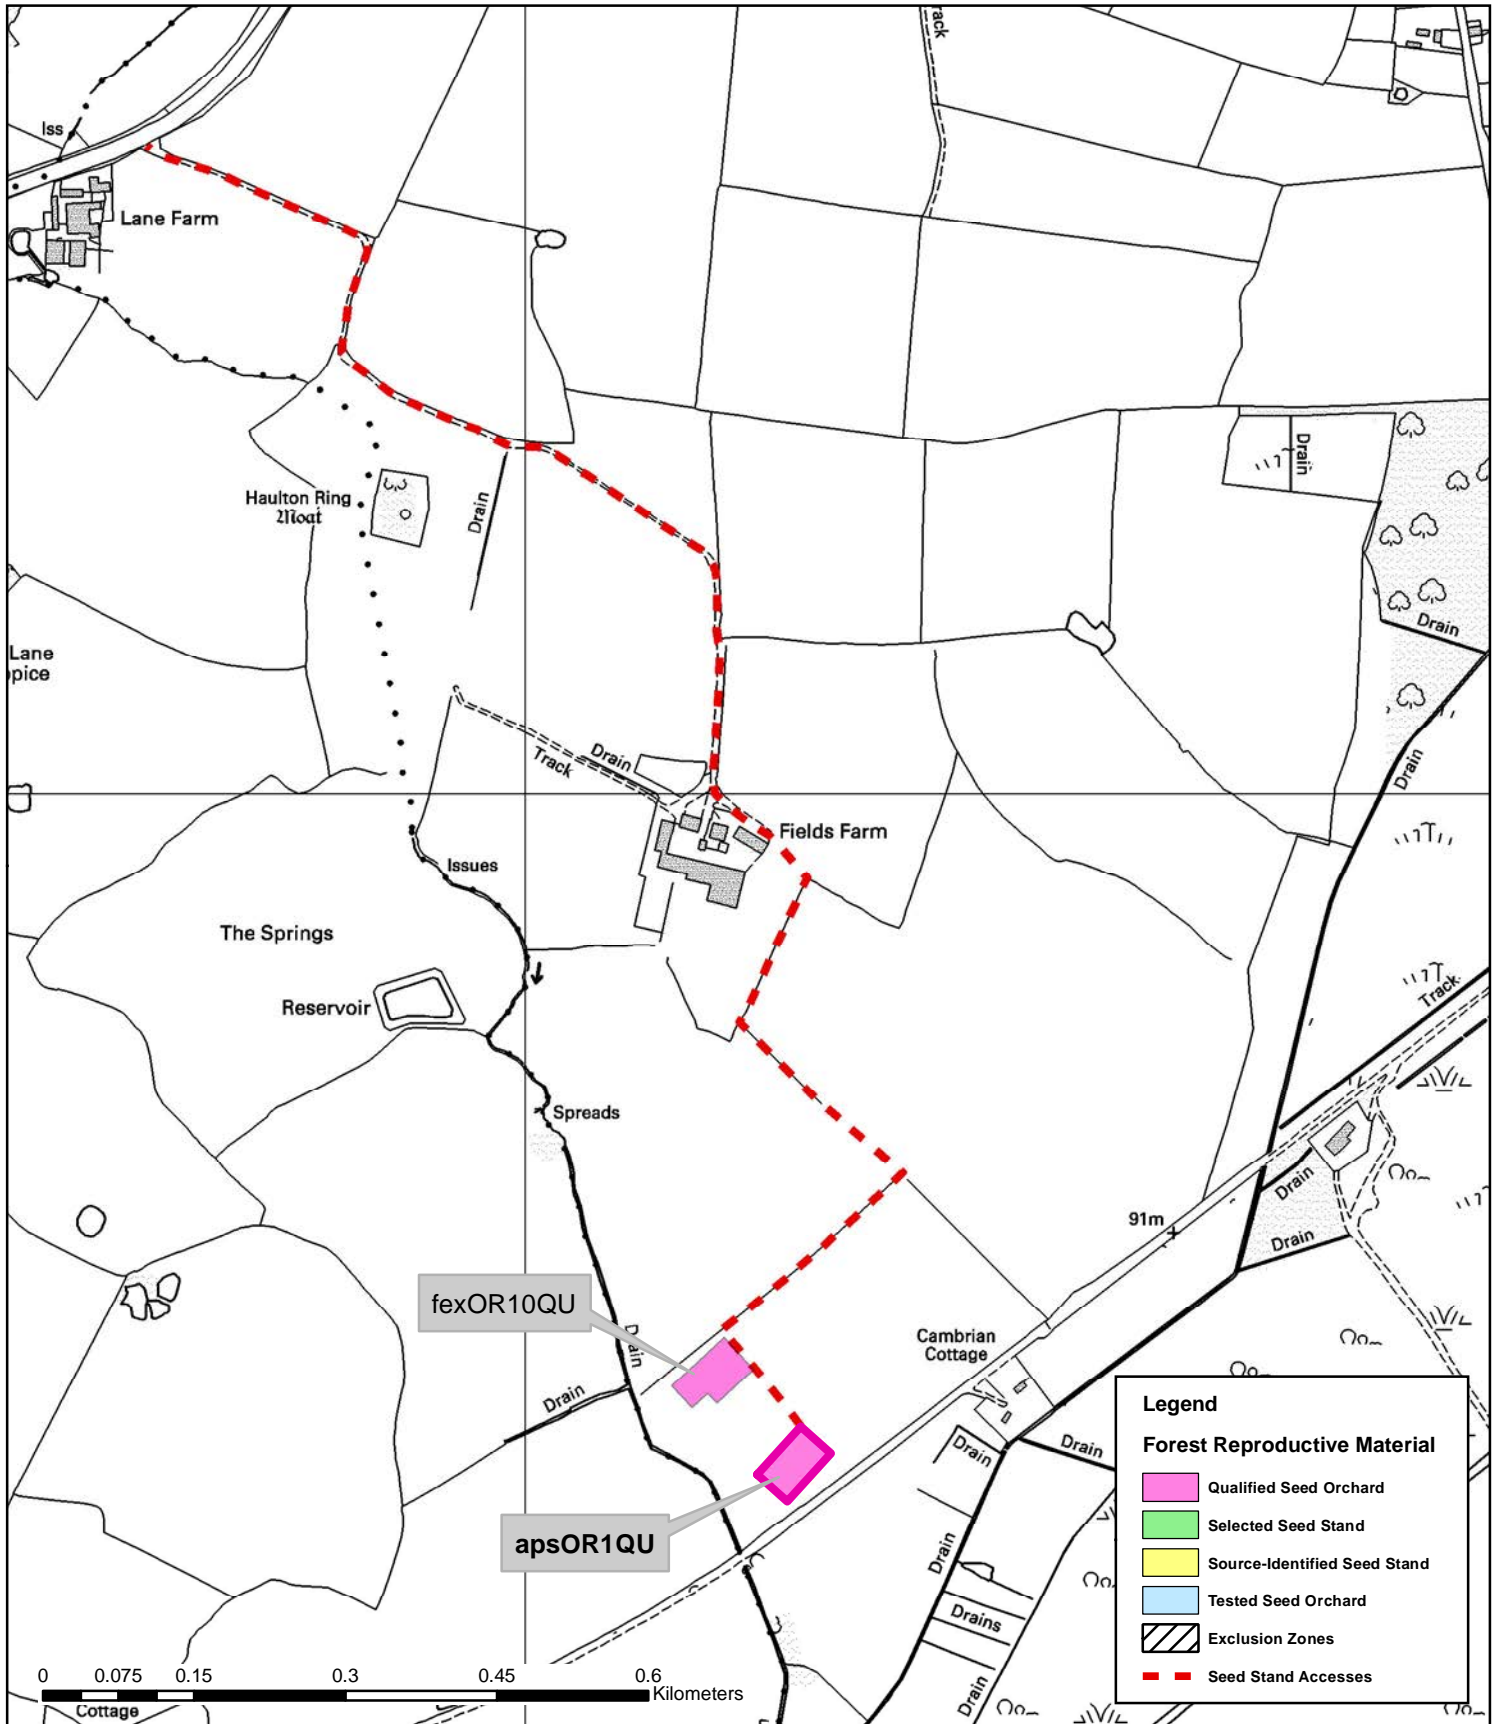 rack
Iss
Lane Farm
Drain
Haulton Ring
Moat
Drain
Drain
Lane
pice
Drain
Track
Drain
Fields Farm
Issues
The Springs
Track
Reservoir
Spreads
Drain
91m
Drain
fexOR10QU
Drain
Cambrian
Cottage
Drain
Drain
Drain
apsOR1QU
Drain
Drains
Drain
Legend
Forest Reproductive Material
Qualified Seed Orchard
Selected Seed Stand
Source-Identified Seed Stand
Tested Seed Orchard
Exclusion Zones
Seed Stand Accesses
0 0.075 0.15 0.3 0.45 0.6
Kilometers
Cottage